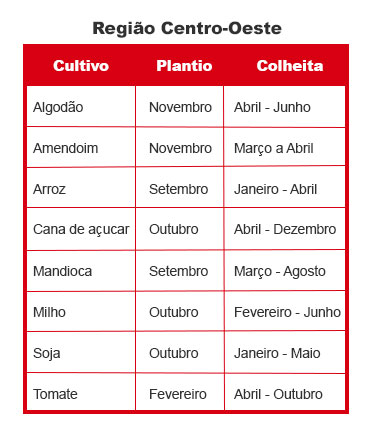 Região Centro-Oeste
Cultivo Plantio Colheita
Algodão Novembro Abril - Junho
Amendoim Novembro Março a Abril
Arroz Setembro Janeiro - Abril
Cana de açucar Outubro Abril - Dezembro
Mandioca Setembro Março - Agosto
Milho Outubro Fevereiro - Junho
Soja Outubro Janeiro - Maio
Tomate Fevereiro Abril - Outubro